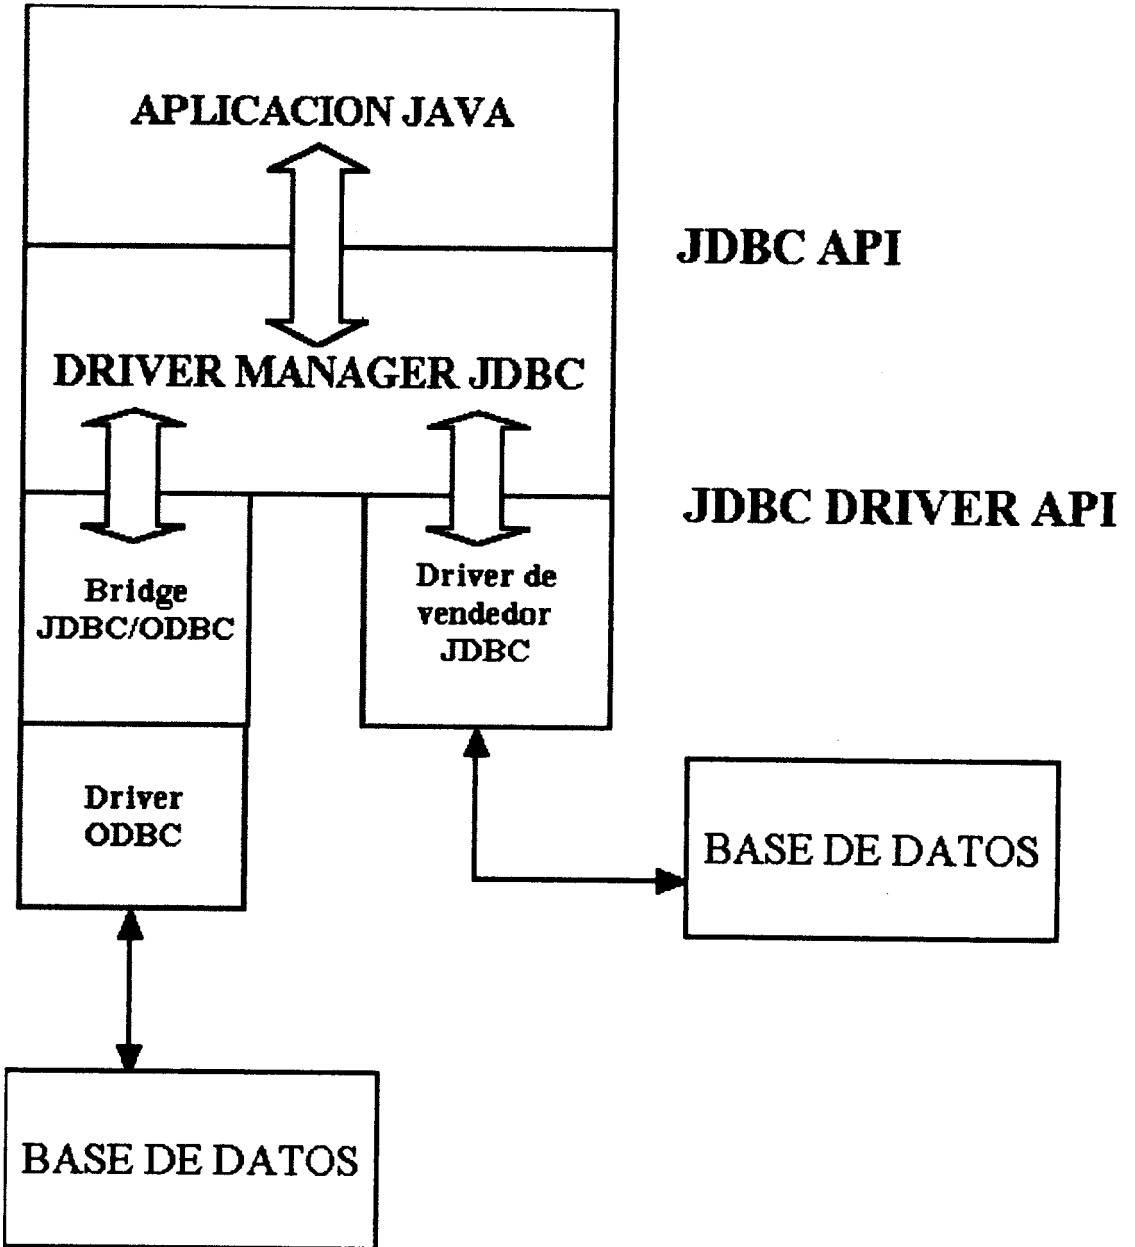 APLICACION JAVA
JDBC API
DRIVER MANAGER JDBC
JDBC DRIVER API
Bridge
JDBC/ODBC
Driver de
vendedor
JDBC
Driver
ODBC
BASE DE DATOS
BASE DE DATOS